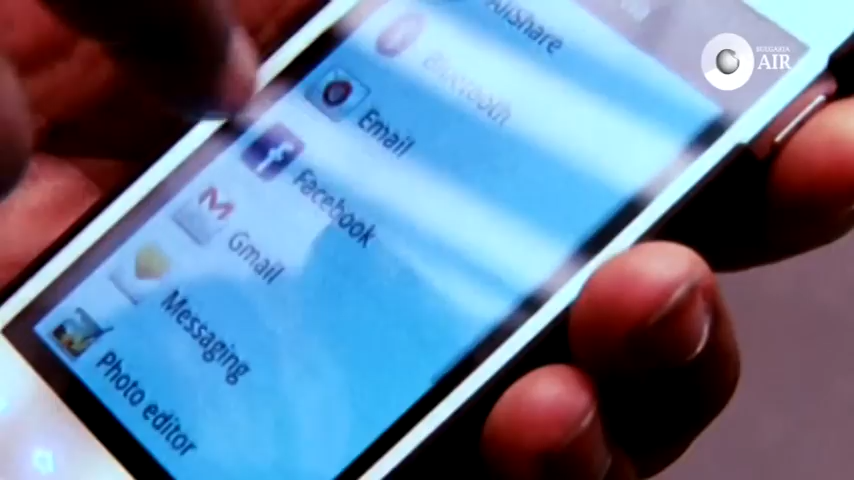 AllShare
Bluetooth
Email
Facebook
Gmail
Messaging
Photo editor
BULGARIA
AIR